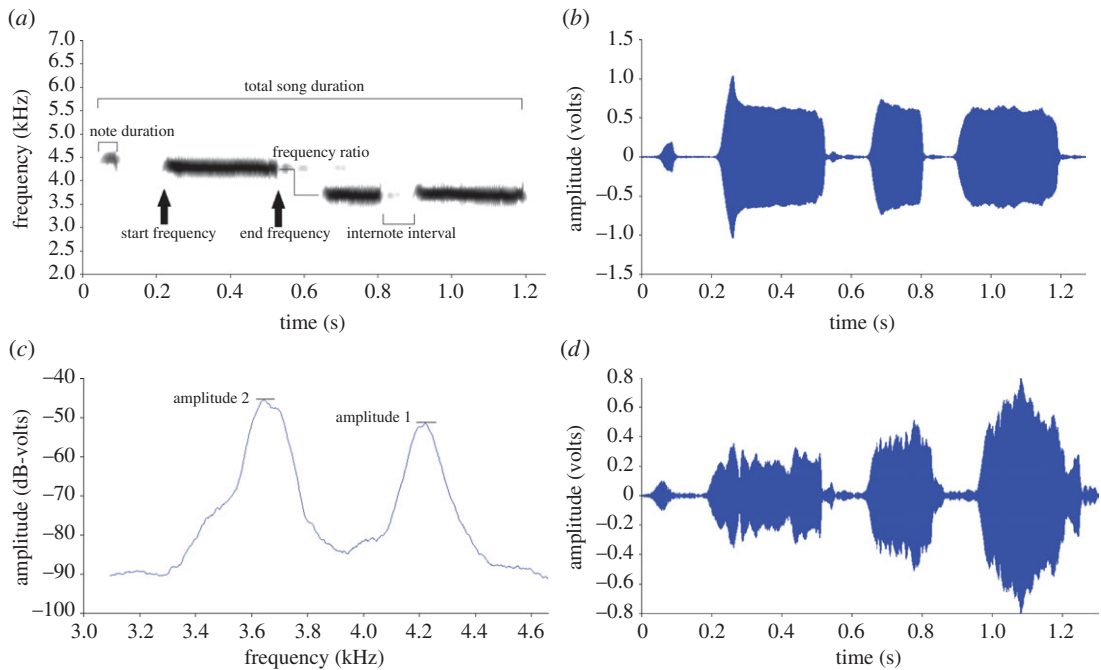 (a)
7.0
6.5
6.0
5.5
5.0
4.5
4.0
3.5
3.0
2.5
2.0
frequency (kHz)
total song duration
note duration
frequency ratio
start frequency
end frequency
internote interval
0 0.2 0.4 0.6 0.8 1.0 1.2
time (s)
(b)
1.5
1.0
0.5
0
–0.5
–1.0
–1.5
amplitude (volts)
0 0.2 0.4 0.6 0.8 1.0 1.2
time (s)
(c)
–40
–50
–60
–70
–80
–90
–100
amplitude (dB-volts)
amplitude 2
amplitude 1
3.0 3.2 3.4 3.6 3.8 4.0 4.2 4.4 4.6
frequency (kHz)
(d)
0.8
0.6
0.4
0.2
0
–0.2
–0.4
–0.6
–0.8
amplitude (volts)
0 0.2 0.4 0.6 0.8 1.0 1.2
time (s)